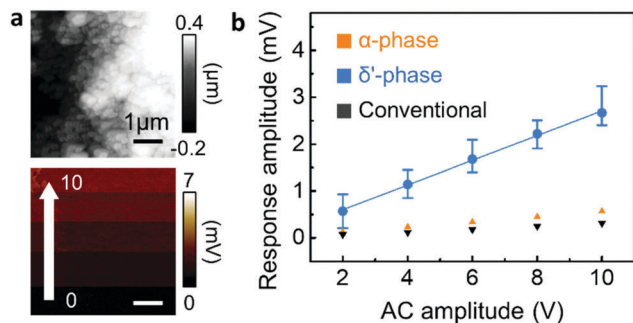 a
0.4
(μm)
1μm
-0.2
10
7
(mV)
0
0
b
Response amplitude (mV)
4
3
2
1
0
α-phase
δ'-phase
Conventional
2 4 6 8 10
AC amplitude (V)